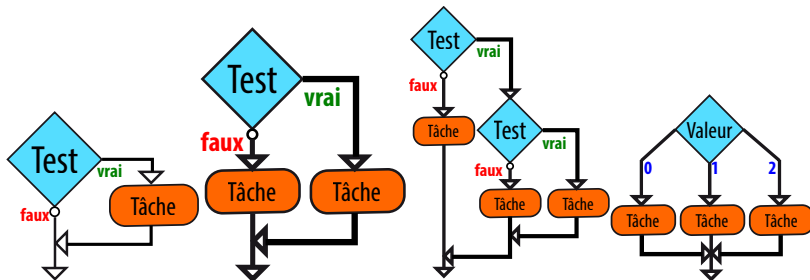 Test
vrai
faux
Tâche
Test
vrai
faux
Tâche
Tâche
Test
vrai
faux
Tâche
Test
vrai
faux
Tâche
Tâche
Valeur
0
1
2
Tâche
Tâche
Tâche